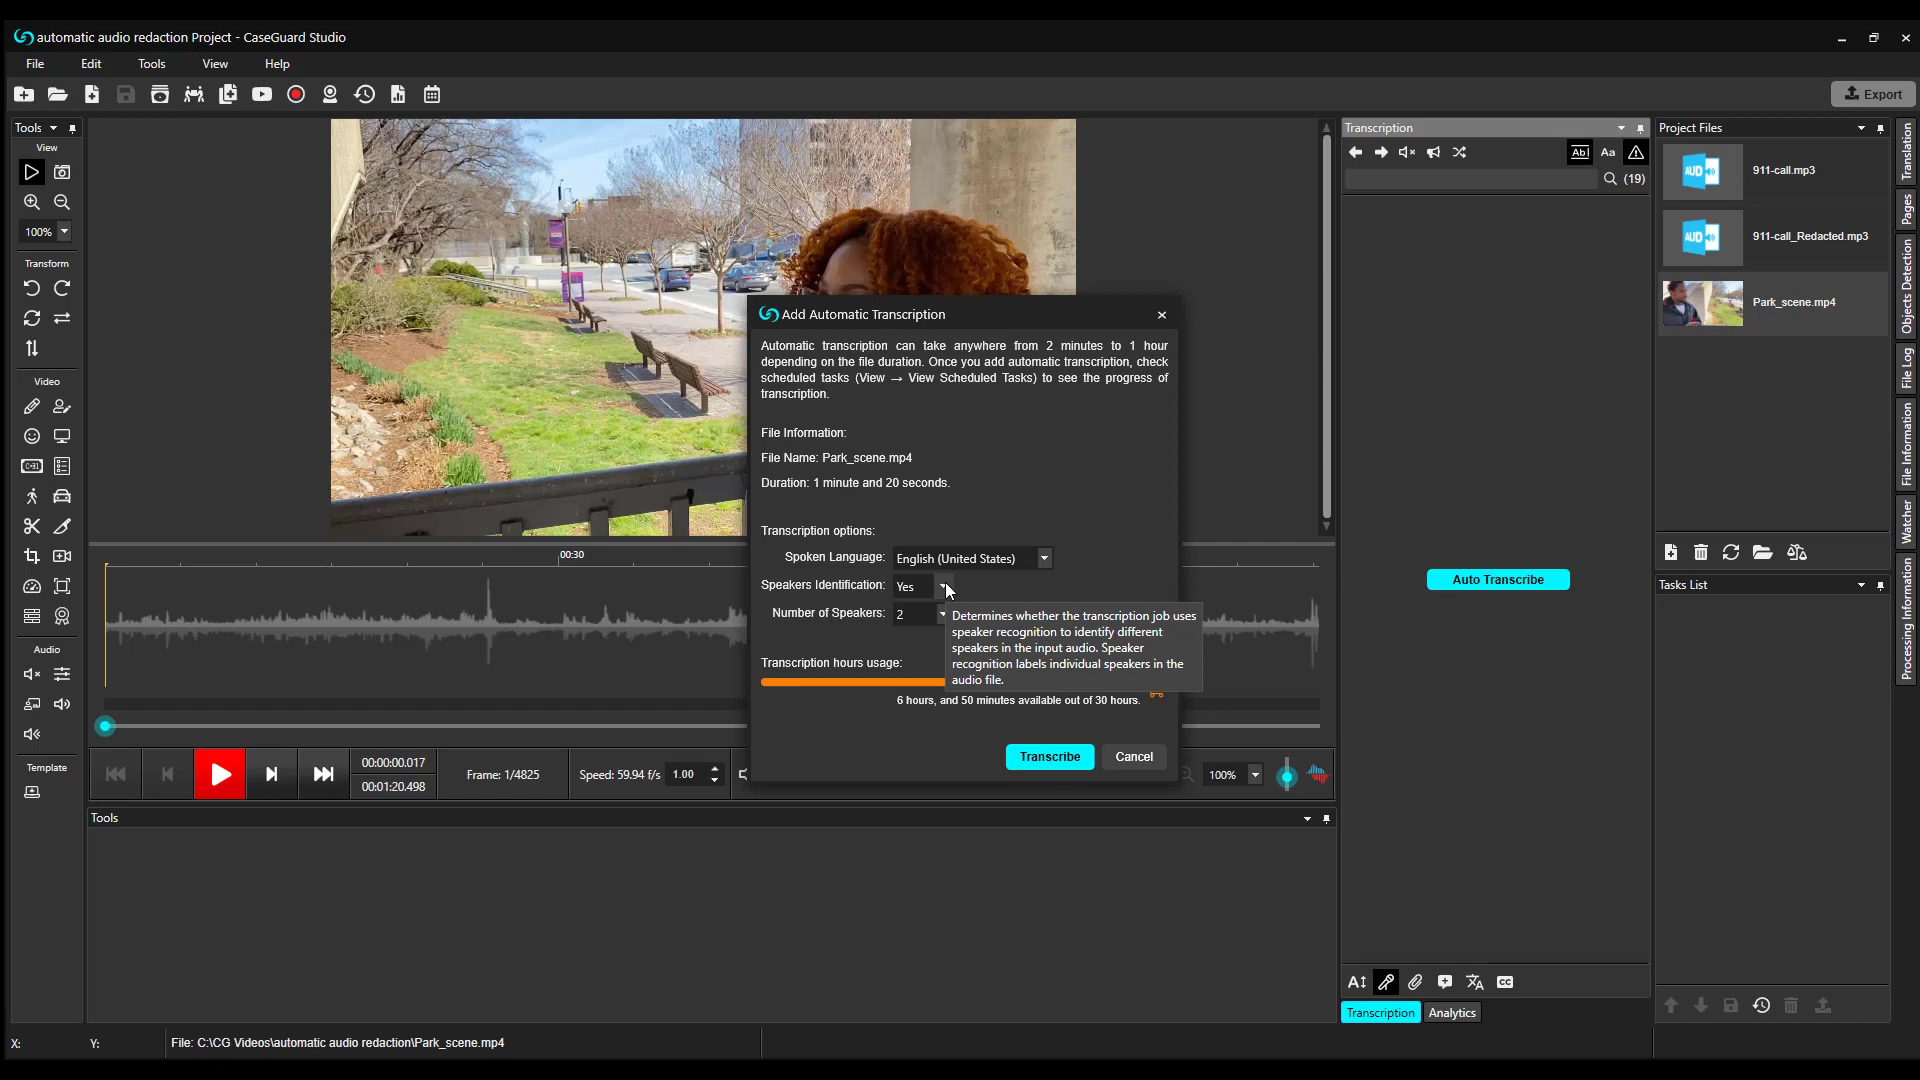 automatic audio redaction Project - CaseGuard Studio
File Edit Tools View Help
Export
Tools
View
100%
Transform
Video
Audio
Template
00:30
Add Automatic Transcription
Automatic transcription can take anywhere from 2 minutes to 1 hour
depending on the file duration. Once you add automatic transcription, check
scheduled tasks (View → View Scheduled Tasks) to see the progress of
transcription.
File Information:
File Name: Park_scene.mp4
Duration: 1 minute and 20 seconds.
Transcription options:
Spoken Language: English (United States)
Speakers Identification: Yes
Number of Speakers: 2
Determines whether the transcription job uses
speaker recognition to identify different
speakers in the input audio. Speaker
recognition labels individual speakers in the
audio file.
Transcription hours usage:
6 hours, and 50 minutes available out of 30 hours.
Transcribe Cancel
00:00:00.017
00:01:20.498
Frame: 1/4825
Speed: 59.94 f/s 1.00
100%
Tools
Transcription
Ab Aa
(19)
Auto Transcribe
A CC
Transcription Analytics
Project Files
AUD 911-call.mp3
AUD 911-call_Redacted.mp3
Park_scene.mp4
Tasks List
Translation
Pages
Objects Detection
File Log
File Information
Watcher
Processing Information
X: Y: File: C:\CG Videos\automatic audio redaction\Park_scene.mp4